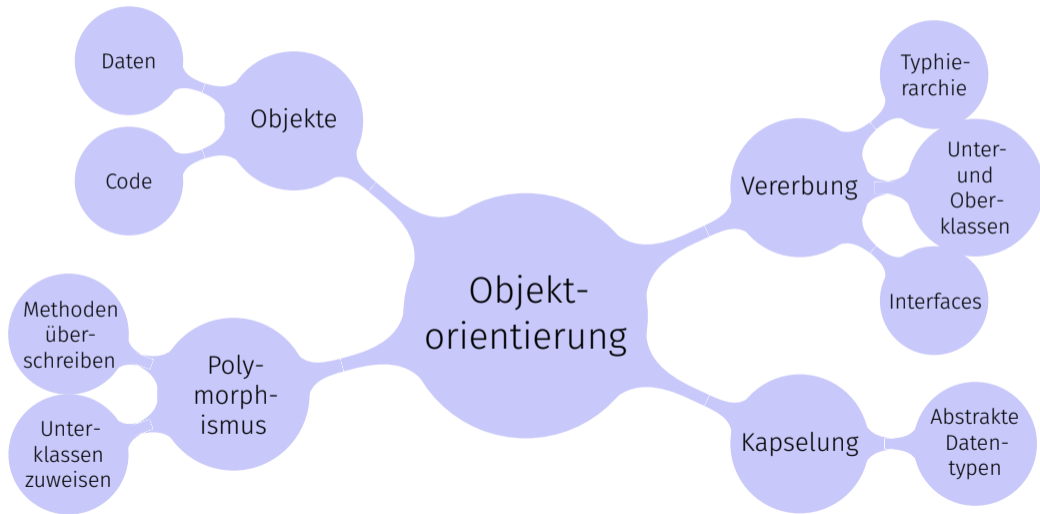 Daten
Code
Objekte
Methoden
über-
schreiben
Unter-
klassen
zuweisen
Poly-
morph-
ismus
Objekt-
orientierung
Vererbung
Typhie-
rarchie
Unter-
und
Ober-
klassen
Interfaces
Kapselung
Abstrakte
Daten-
typen